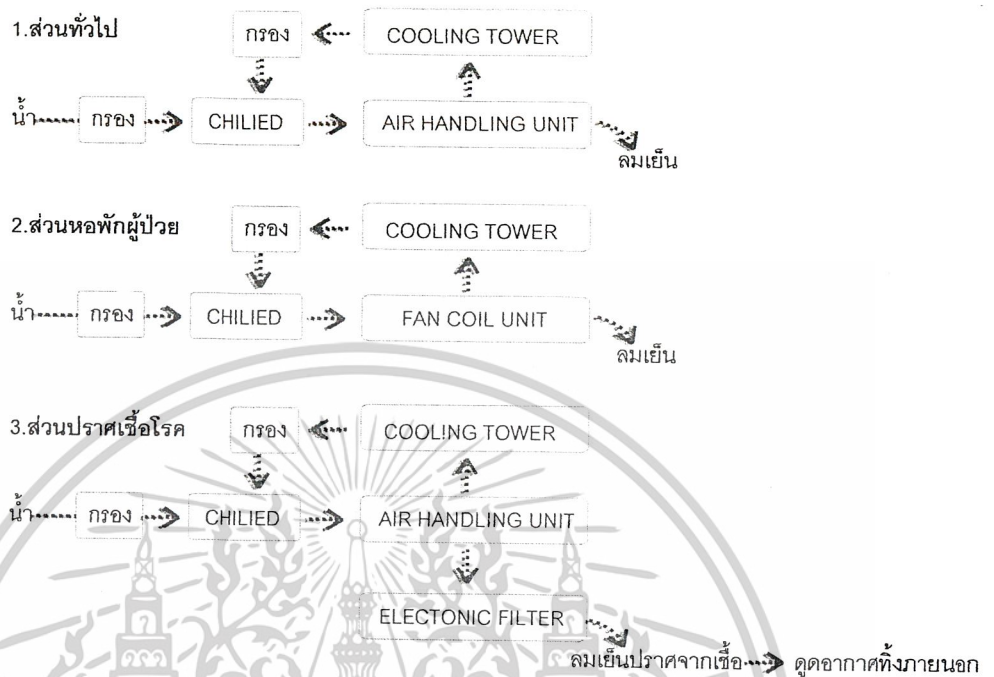 1.ส่วนทั่วไป กรอง COOLING TOWER
น้ำ กรอง CHILIED AIR HANDLING UNIT
ลมเย็น
2.ส่วนหอพักผู้ป่วย กรอง COOLING TOWER
น้ำ กรอง CHILIED FAN COIL UNIT
ลมเย็น
3.ส่วนปราศเชื้อโรค กรอง COOLING TOWER
น้ำ กรอง CHILIED AIR HANDLING UNIT
ELECTONIC FILTER
ลมเย็นปราศจากเชื้อ ดูดอากาศทิ้งภายนอก